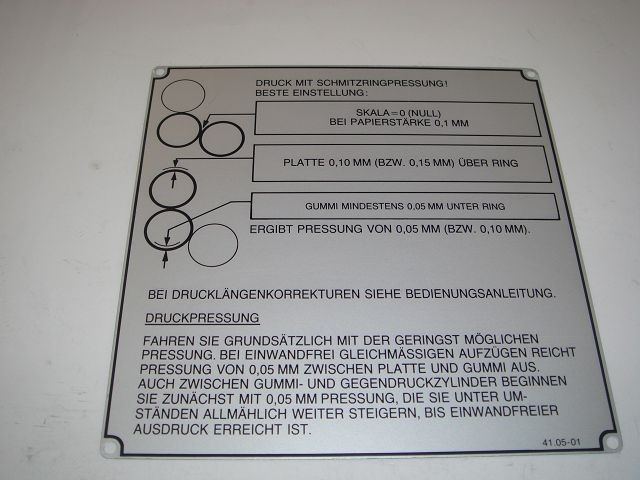 DRUCK MIT SCHMITZRINGPRESSUNG!
BESTE EINSTELLUNG:
SKALA=0 (NULL)
BEI PAPIERSTÄRKE 0,1 MM
PLATTE 0,10 MM (BZW. 0,15 MM) ÜBER RING
GUMMI MINDESTENS 0,05 MM UNTER RING
ERGIBT PRESSUNG VON 0,05 MM (BZW. 0,10 MM).
BEI DRUCKLÄNGENKORREKTUREN SIEHE BEDIENUNGSANLEITUNG.
DRUCKPRESSUNG
FAHREN SIE GRUNDSÄTZLICH MIT DER GERINGST MÖGLICHEN
PRESSUNG. BEI EINWANDFREI GLEICHMÄSSIGEN AUFZÜGEN REICHT
PRESSUNG VON 0,05 MM ZWISCHEN PLATTE UND GUMMI AUS.
AUCH ZWISCHEN GUMMI- UND GEGENDRUCKZYLINDER BEGINNEN
SIE ZUNÄCHST MIT 0,05 MM PRESSUNG, DIE SIE UNTER UM-
STÄNDEN ALLMÄHLICH WEITER STEIGERN, BIS EINWANDFREIER
AUSDRUCK ERREICHT IST.
41.05-01